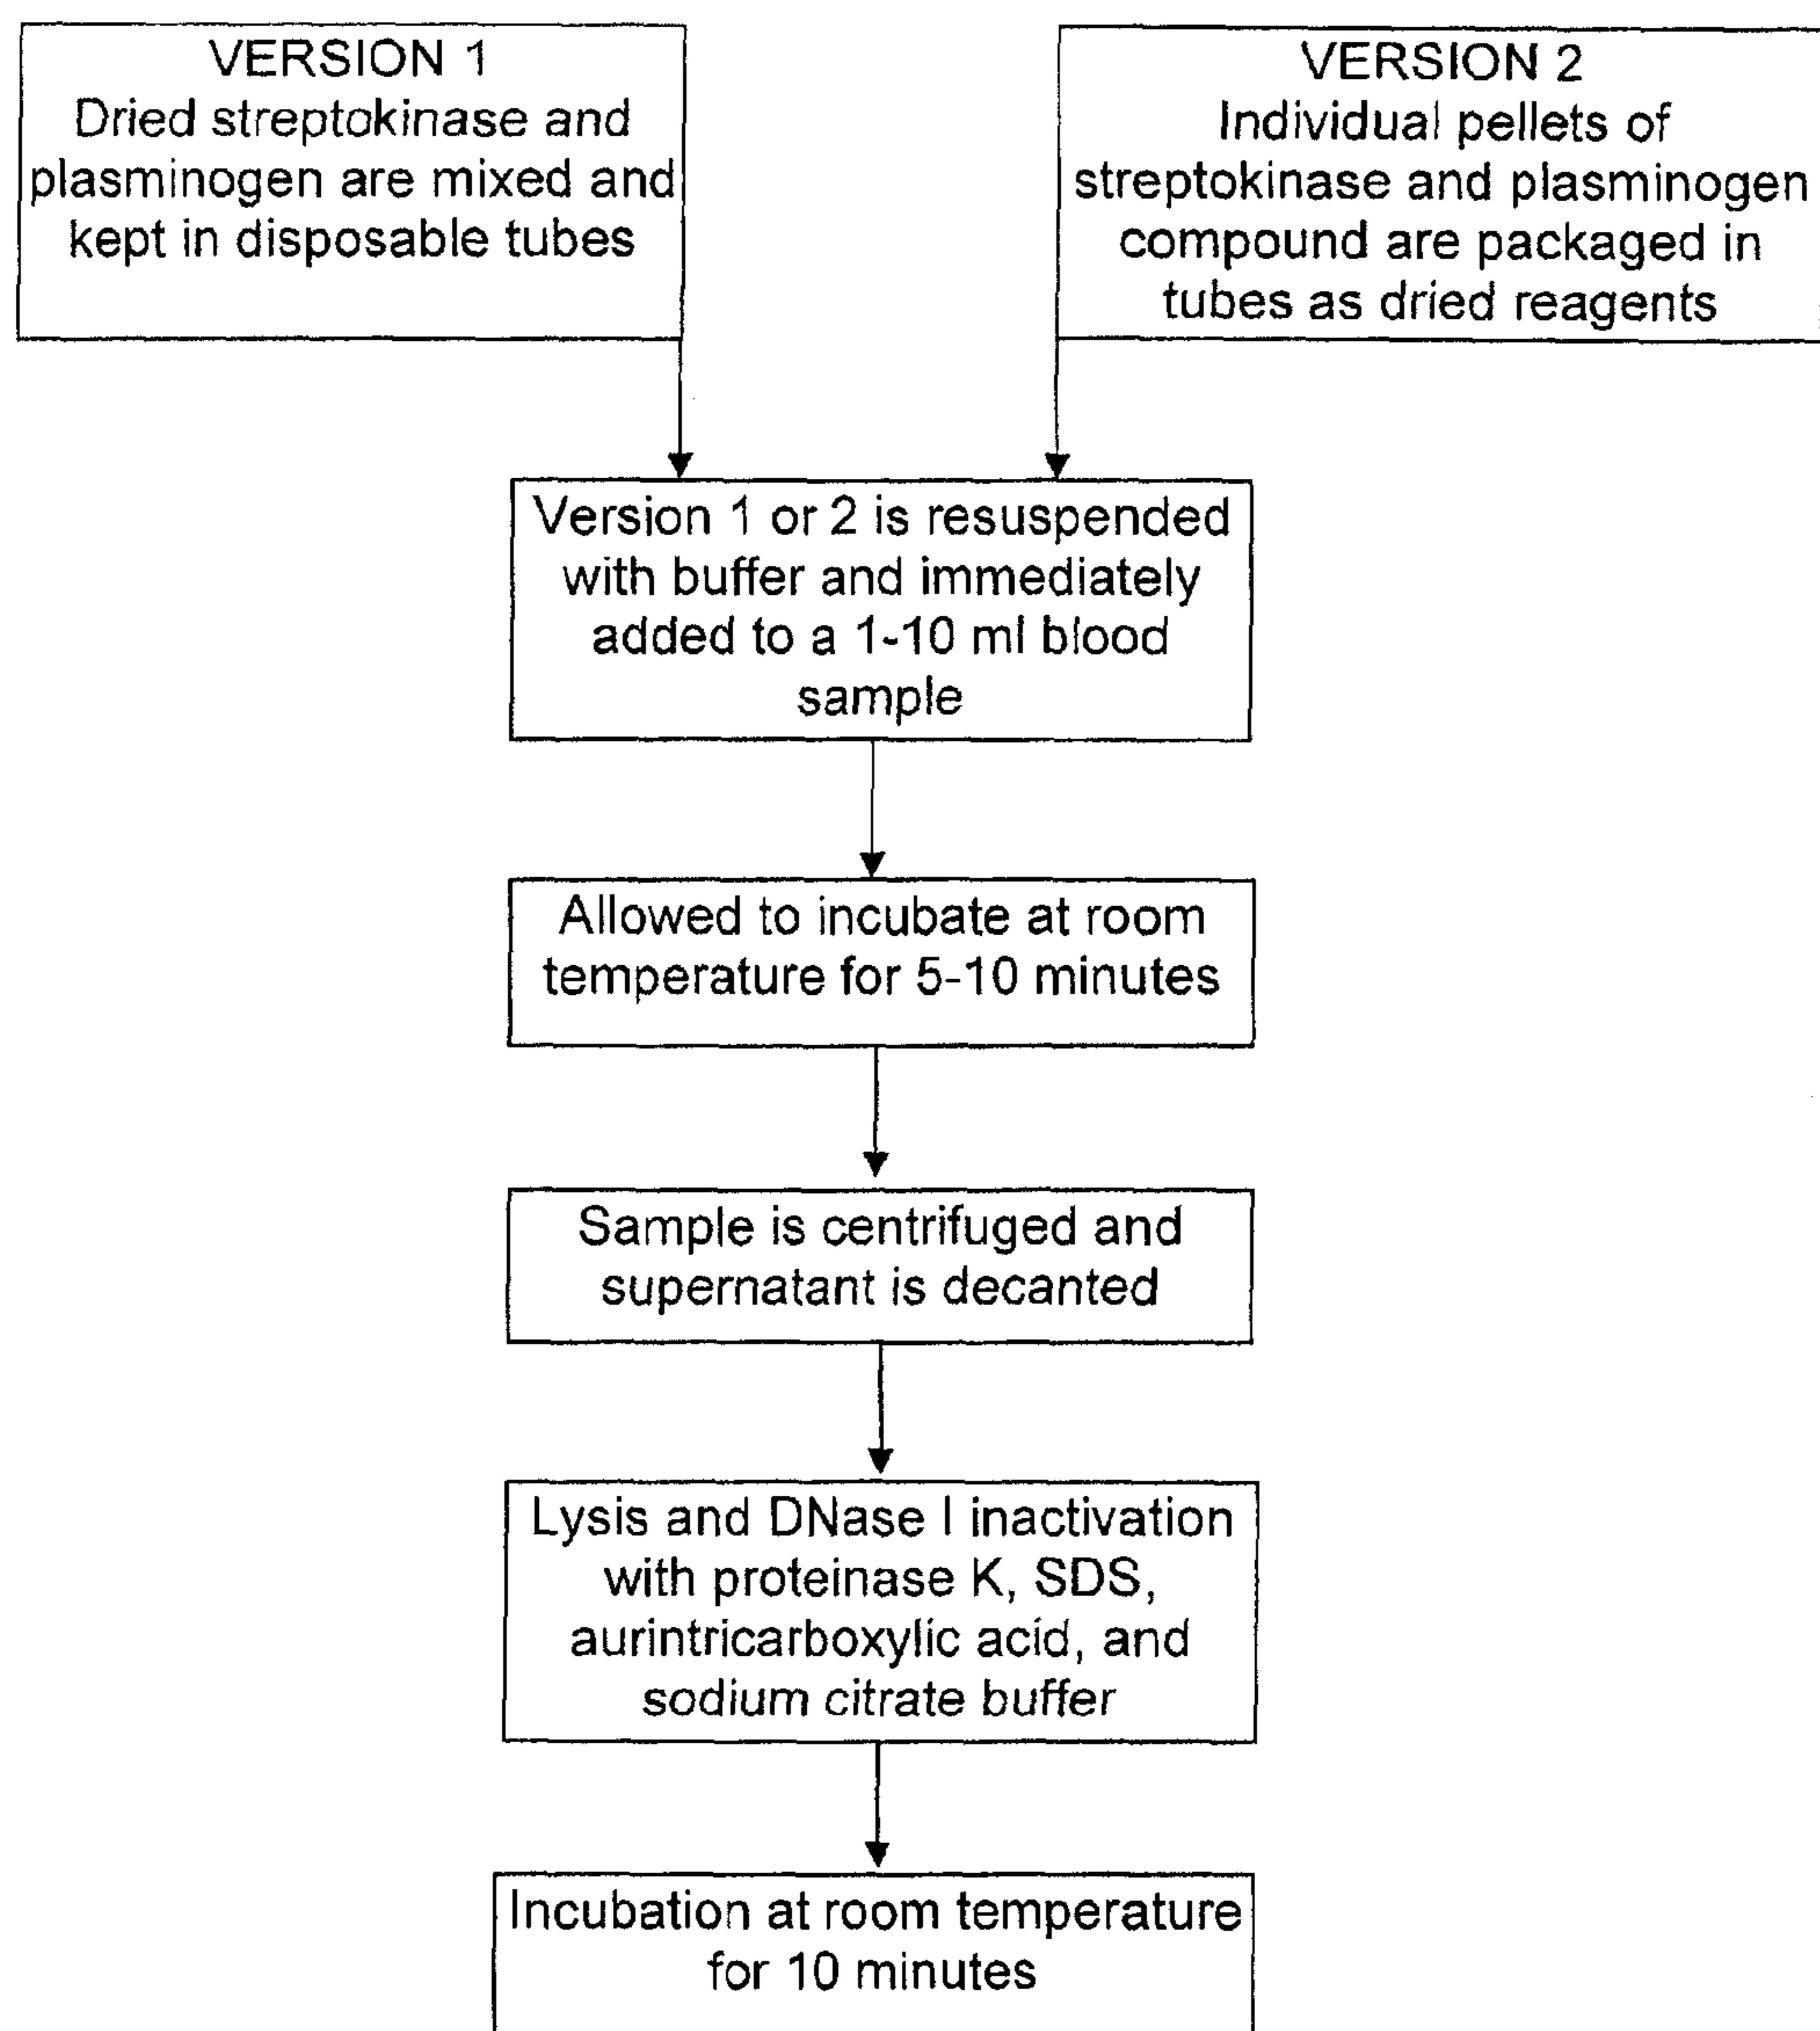 VERSION 1
Dried streptokinase and
plasminogen are mixed and
kept in disposable tubes
VERSION 2
Individual pellets of
streptokinase and plasminogen
compound are packaged in
tubes as dried reagents
Version 1 or 2 is resuspended
with buffer and immediately
added to a 1-10 ml blood
sample
Allowed to incubate at room
temperature for 5-10 minutes
Sample is centrifuged and
supernatant is decanted
Lysis and DNase I inactivation
with proteinase K, SDS,
aurintricarboxylic acid, and
sodium citrate buffer
Incubation at room temperature
for 10 minutes